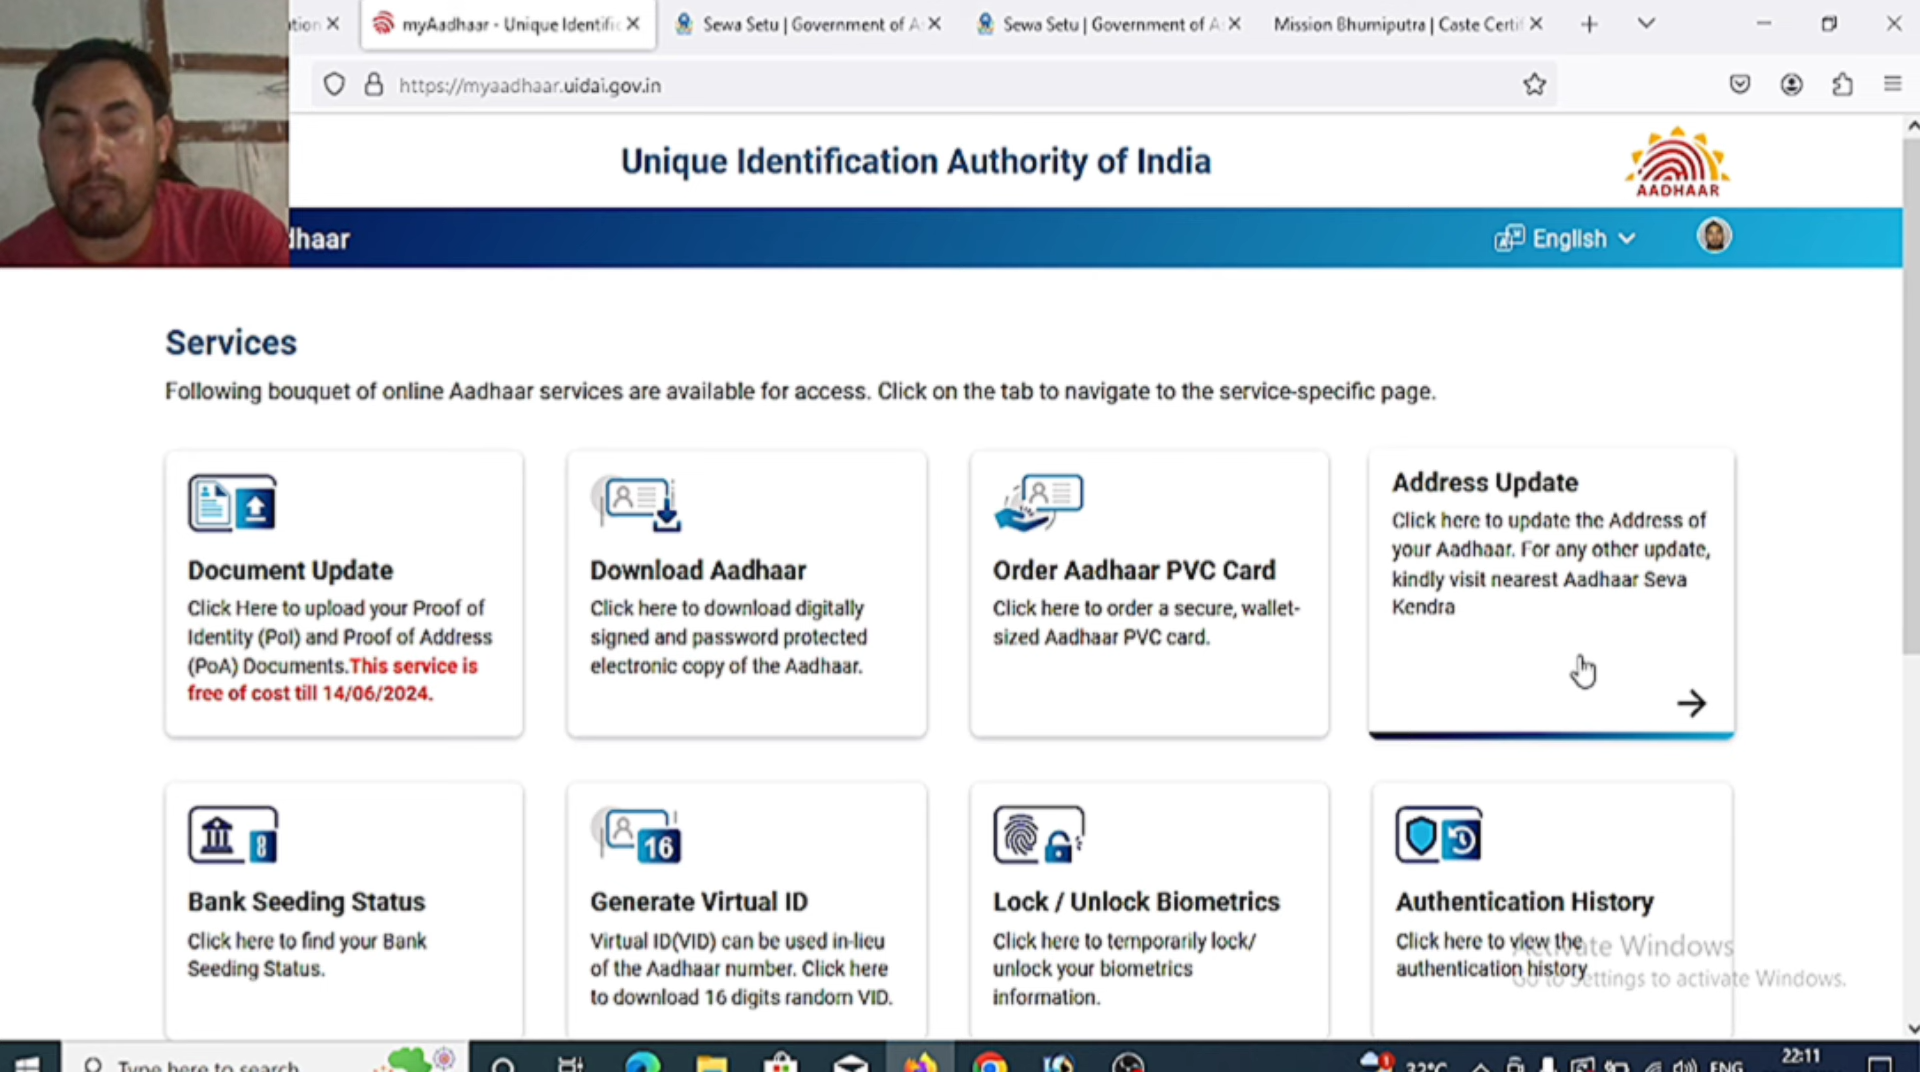 tion
myAadhaar - Unique Identific
Sewa Setu | Government of A
Sewa Setu | Government of A
Mission Bhumiputra | Caste Certi
https://myaadhaar.uidai.gov.in
Unique Identification Authority of India
AADHAAR
dhaar
English
Services
Following bouquet of online Aadhaar services are available for access. Click on the tab to navigate to the service-specific page.
Document Update
Click Here to upload your Proof of
Identity (PoI) and Proof of Address
(PoA) Documents.This service is
free of cost till 14/06/2024.
Download Aadhaar
Click here to download digitally
signed and password protected
electronic copy of the Aadhaar.
Order Aadhaar PVC Card
Click here to order a secure, wallet-
sized Aadhaar PVC card.
Address Update
Click here to update the Address of
your Aadhaar. For any other update,
kindly visit nearest Aadhaar Seva
Kendra
8
Bank Seeding Status
Click here to find your Bank
Seeding Status.
16
Generate Virtual ID
Virtual ID(VID) can be used in-lieu
of the Aadhaar number. Click here
to download 16 digits random VID.
Lock / Unlock Biometrics
Click here to temporarily lock/
unlock your biometrics
information.
Authentication History
Click here to view the
authentication history
Activate Windows
Go to Settings to activate Windows.
Type here to search
1
32°C
ENG
22:11